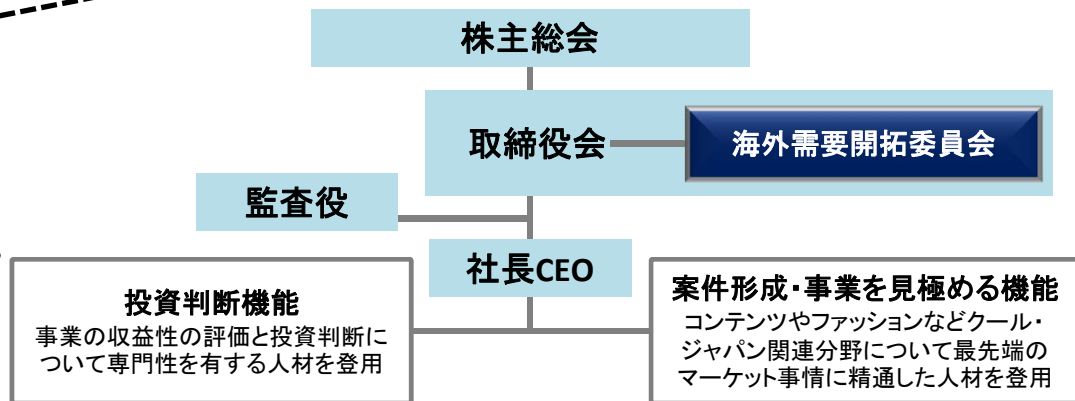 株主総会
取締役会
海外需要開拓委員会
監査役
社長CEO
投資判断機能
事業の収益性の評価と投資判断に
ついて専門性を有する人材を登用
案件形成・事業を見極める機能
コンテンツやファッションなどクール・
ジャパン関連分野について最先端の
マーケット事情に精通した人材を登用